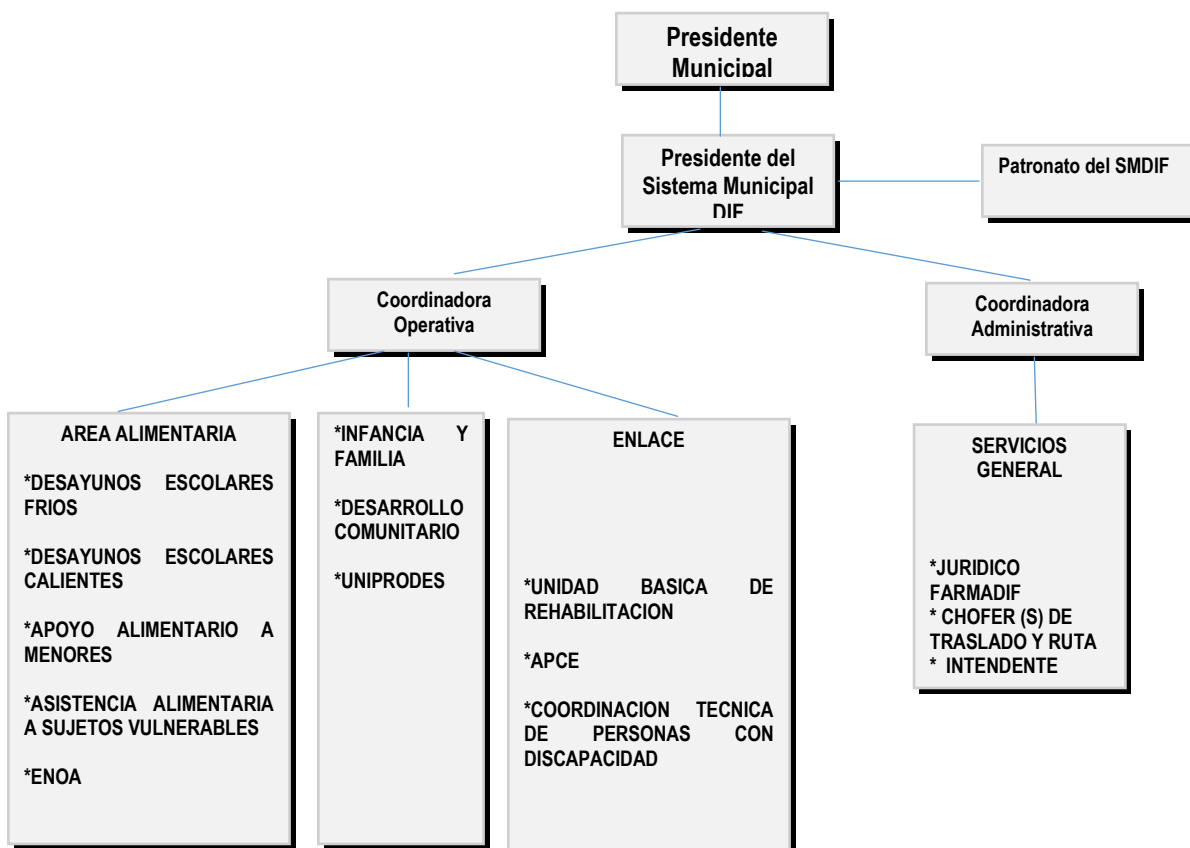 Presidente
Municipal
Presidente del
Sistema Municipal
DIF
Patronato del SMDIF
Coordinadora
Operativa
Coordinadora
Administrativa
AREA ALIMENTARIA
*DESAYUNOS ESCOLARES
FRIOS
*DESAYUNOS ESCOLARES
CALIENTES
*APOYO ALIMENTARIO A
MENORES
*ASISTENCIA ALIMENTARIA
A SUJETOS VULNERABLES
*ENOA
*INFANCIA Y
FAMILIA
*DESARROLLO
COMUNITARIO
*UNIPRODES
ENLACE
*UNIDAD BASICA DE
REHABILITACION
*APCE
*COORDINACION TECNICA
DE PERSONAS CON
DISCAPACIDAD
SERVICIOS
GENERAL
*JURIDICO
FARMADIF
* CHOFER (S) DE
TRASLADO Y RUTA
* INTENDENTE